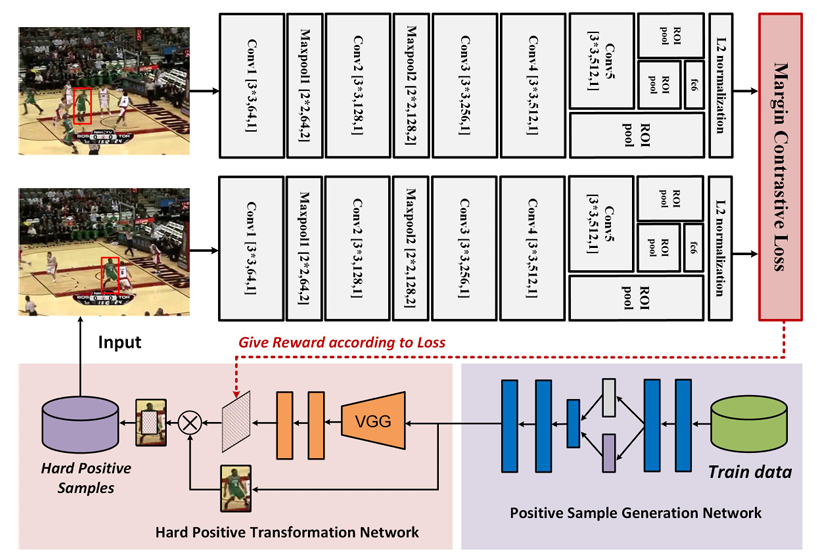 Conv1 [3*3,64,1]
Maxpool1 [2*2,64,2]
Conv2 [3*3,128,1]
Maxpool2 [2*2,128,2]
Conv3 [3*3,256,1]
Conv4 [3*3,512,1]
Conv5
[3*3,512,1]
ROI
pool
ROI
pool
fc6
ROI
pool
L2 normalization
Margin Contrastive Loss
Conv1 [3*3,64,1]
Maxpool1 [2*2,64,2]
Conv2 [3*3,128,1]
Maxpool2 [2*2,128,2]
Conv3 [3*3,256,1]
Conv4 [3*3,512,1]
Conv5
[3*3,512,1]
ROI
pool
ROI
pool
fc6
ROI
pool
L2 normalization
Input
Give Reward according to Loss
VGG
Hard Positive
Samples
Train data
Hard Positive Transformation Network
Positive Sample Generation Network